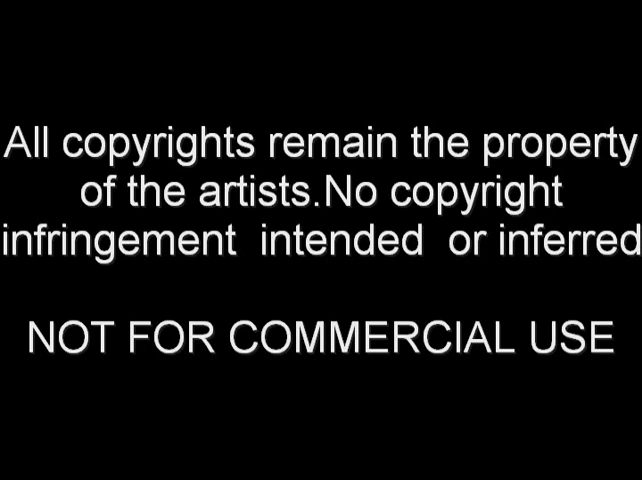 All copyrights remain the property
of the artists.No copyright
infringement  intended  or inferred
NOT FOR COMMERCIAL USE